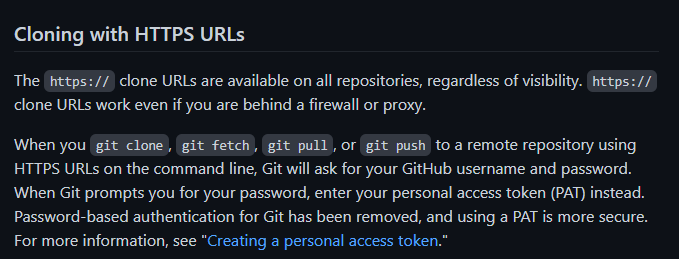 Cloning with HTTPS URLs
The https:// clone URLs are available on all repositories, regardless of visibility. https://
clone URLs work even if you are behind a firewall or proxy.
When you git clone, git fetch, git pull, or git push to a remote repository using
HTTPS URLs on the command line, Git will ask for your GitHub username and password.
When Git prompts you for your password, enter your personal access token (PAT) instead.
Password-based authentication for Git has been removed, and using a PAT is more secure.
For more information, see "Creating a personal access token."